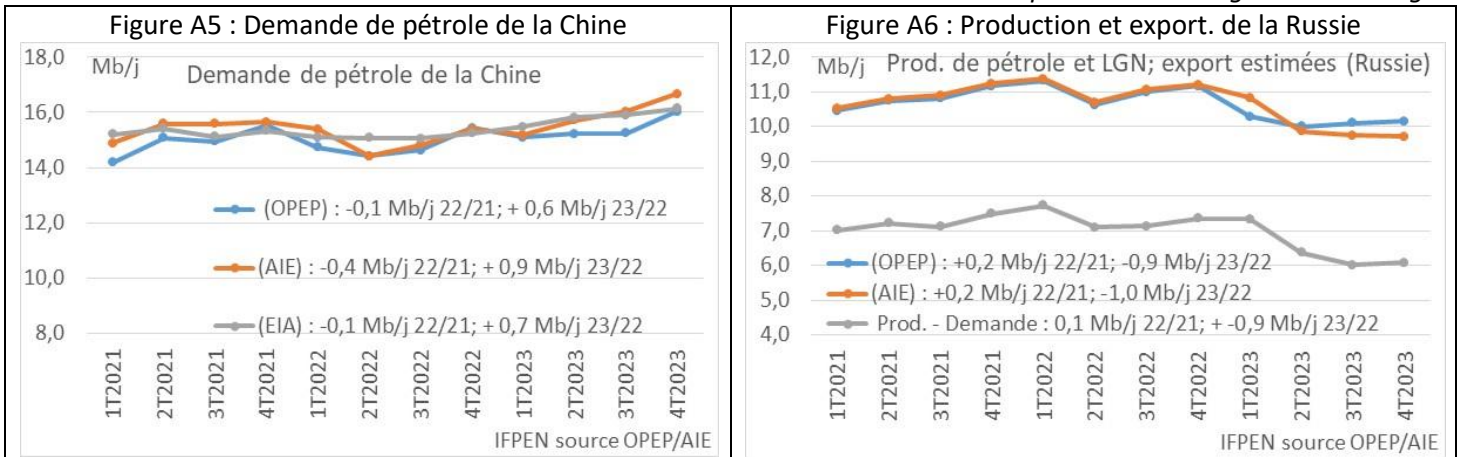 Figure A5 : Demande de pétrole de la Chine
18,0
Mb/j
Demande de pétrole de la Chine
16,0
14,0
12,0
10,0
8,0
(OPEP) : -0,1 Mb/j 22/21; + 0,6 Mb/j 23/22
(AIE) : -0,4 Mb/j 22/21; + 0,9 Mb/j 23/22
(EIA) : -0,1 Mb/j 22/21; + 0,7 Mb/j 23/22
1T2021
2T2021
3T2021
4T2021
1T2022
2T2022
3T2022
4T2022
1T2023
2T2023
3T2023
4T2023
IFPEN source OPEP/AIE
Figure A6 : Production et export. de la Russie
12,0
Mb/j
Prod. de pétrole et LGN; export estimées (Russie)
11,0
10,0
9,0
8,0
7,0
6,0
5,0
4,0
(OPEP) : +0,2 Mb/j 22/21; -0,9 Mb/j 23/22
(AIE) : +0,2 Mb/j 22/21; -1,0 Mb/j 23/22
Prod. - Demande : 0,1 Mb/j 22/21; + -0,9 Mb/j 23/22
1T2021
2T2021
3T2021
4T2021
1T2022
2T2022
3T2022
4T2022
1T2023
2T2023
3T2023
4T2023
IFPEN source OPEP/AIE